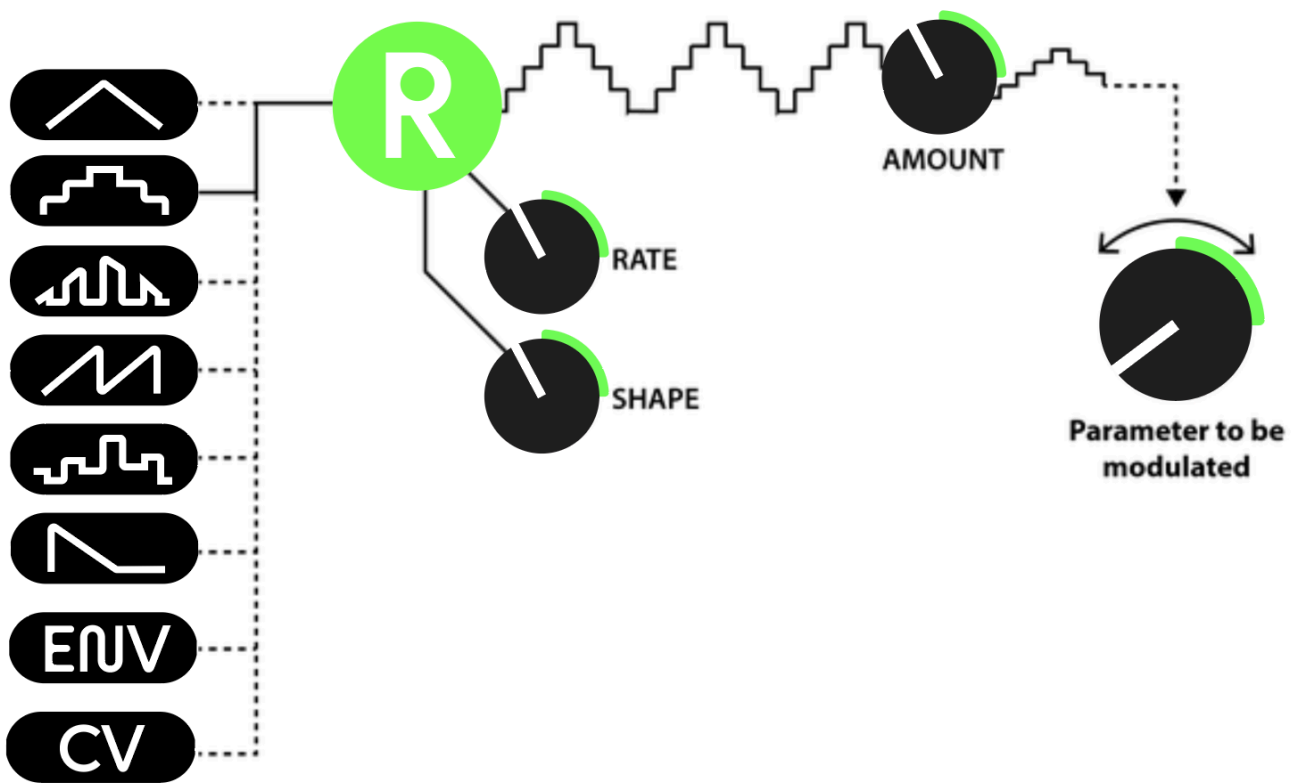 R
AMOUNT
RATE
SHAPE
Parameter to be
modulated
ENV
CV